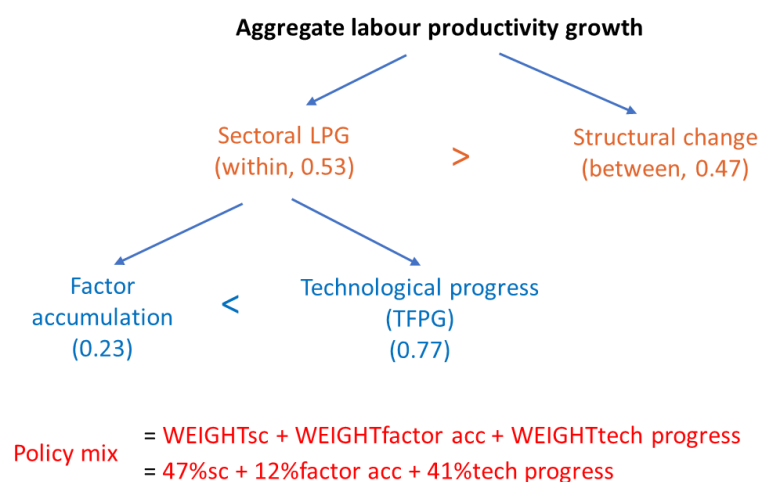 Aggregate labour productivity growth
Sectoral LPG
(within, 0.53)
>
Structural change
(between, 0.47)
Factor
accumulation
(0.23)
<
Technological progress
(TFPG)
(0.77)
Policy mix
= WEIGHTsc + WEIGHTfactor acc + WEIGHTtech progress
= 47%sc + 12%factor acc + 41%tech progress